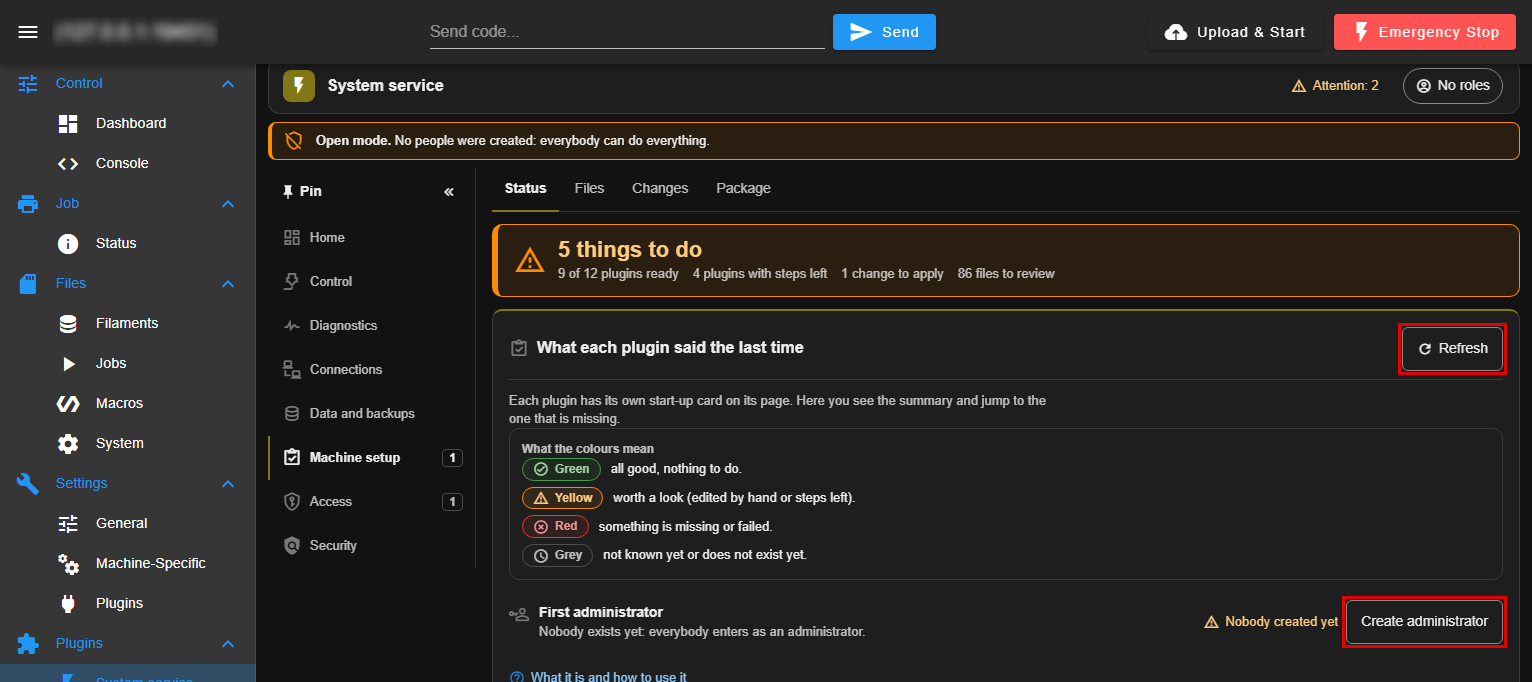 Send code...
Send
Upload & Start
Emergency Stop
Control
Dashboard
Console
Job
Status
Files
Filaments
Jobs
Macros
System
Settings
General
Machine-Specific
Plugins
Plugins
System service
System service
Attention: 2
No roles
Open mode. No people were created: everybody can do everything.
Pin
«
Home
Control
Diagnostics
Connections
Data and backups
Machine setup
1
Access
1
Security
Status
Files
Changes
Package
5 things to do
9 of 12 plugins ready 4 plugins with steps left 1 change to apply 86 files to review
What each plugin said the last time
Refresh
Each plugin has its own start-up card on its page. Here you see the summary and jump to the
one that is missing.
What the colours mean
Green all good, nothing to do.
Yellow worth a look (edited by hand or steps left).
Red something is missing or failed.
Grey not known yet or does not exist yet.
First administrator
Nobody exists yet: everybody enters as an administrator.
Nobody created yet
Create administrator
What it is and how to use it